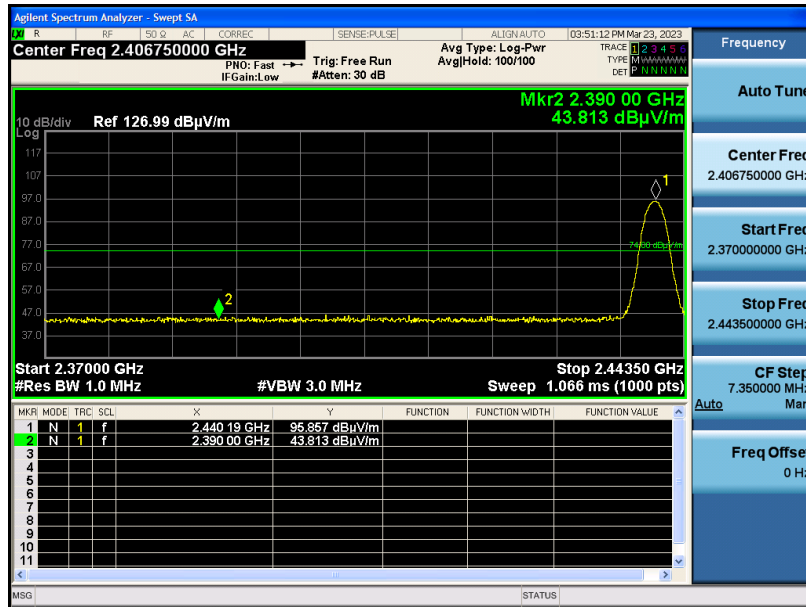 Agilent Spectrum Analyzer - Swept SA
LXI R RF 50 Ω AC CORREC SENSE:PULSE ALIGN AUTO 03:51:12 PM Mar 23, 2023
Center Freq 2.406750000 GHz
PNO: Fast
IFGain:Low
Trig: Free Run
#Atten: 30 dB
Avg Type: Log-Pwr
Avg|Hold: 100/100
TRACE 1 2 3 4 5 6
TYPE M
DET P N N N N N
Mkr2 2.390 00 GHz
43.813 dBµV/m
10 dB/div Ref 126.99 dBµV/m
Log
117
107
97.0
87.0
77.0
67.0
57.0
47.0
37.0
1
74.00 dBµV/m
2
Start 2.37000 GHz Stop 2.44350 GHz
#Res BW 1.0 MHz #VBW 3.0 MHz Sweep 1.066 ms (1000 pts)
MKR MODE TRC SCL X Y FUNCTION FUNCTION WIDTH FUNCTION VALUE
1 N 1 f 2.440 19 GHz 95.857 dBµV/m
2 N 1 f 2.390 00 GHz 43.813 dBµV/m
3
4
5
6
7
8
9
10
11
MSG STATUS
Frequency
Auto Tune
Center Freq
2.406750000 GHz
Start Freq
2.370000000 GHz
Stop Freq
2.443500000 GHz
CF Step
7.350000 MHz
Auto Man
Freq Offset
0 Hz